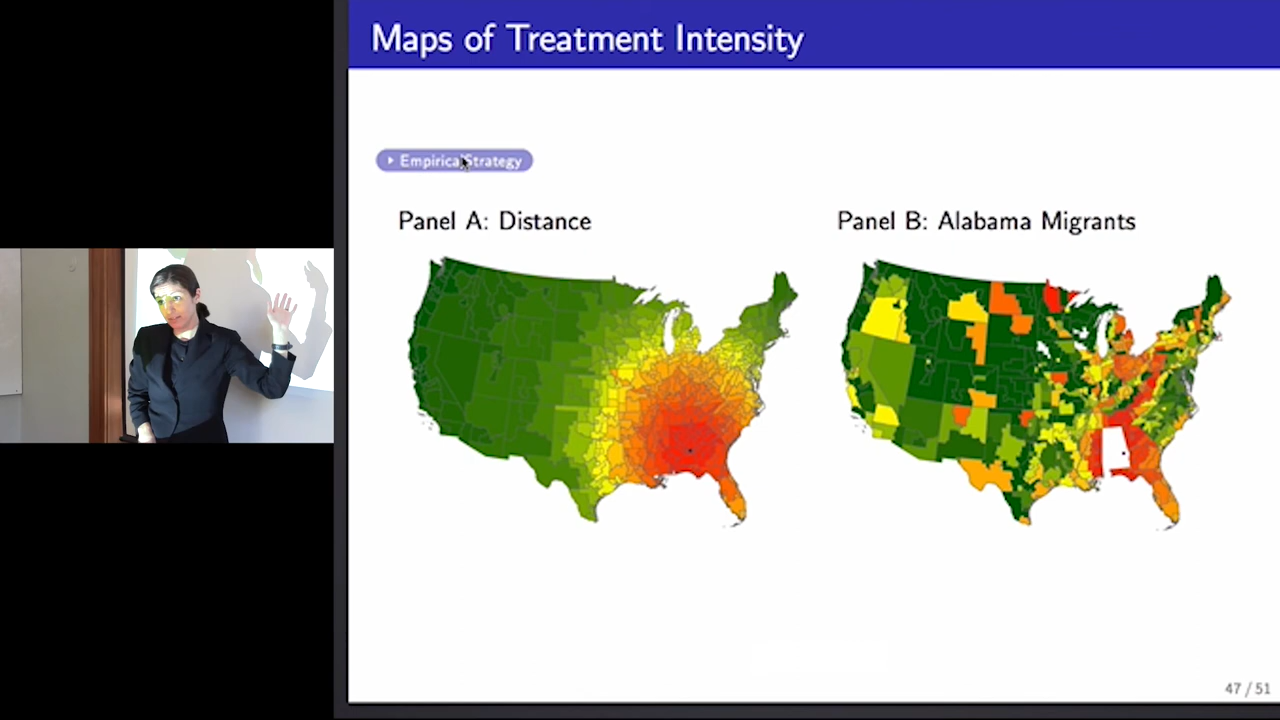 Maps of Treatment Intensity
Empirical Strategy
Panel A: Distance
Panel B: Alabama Migrants
47 / 51